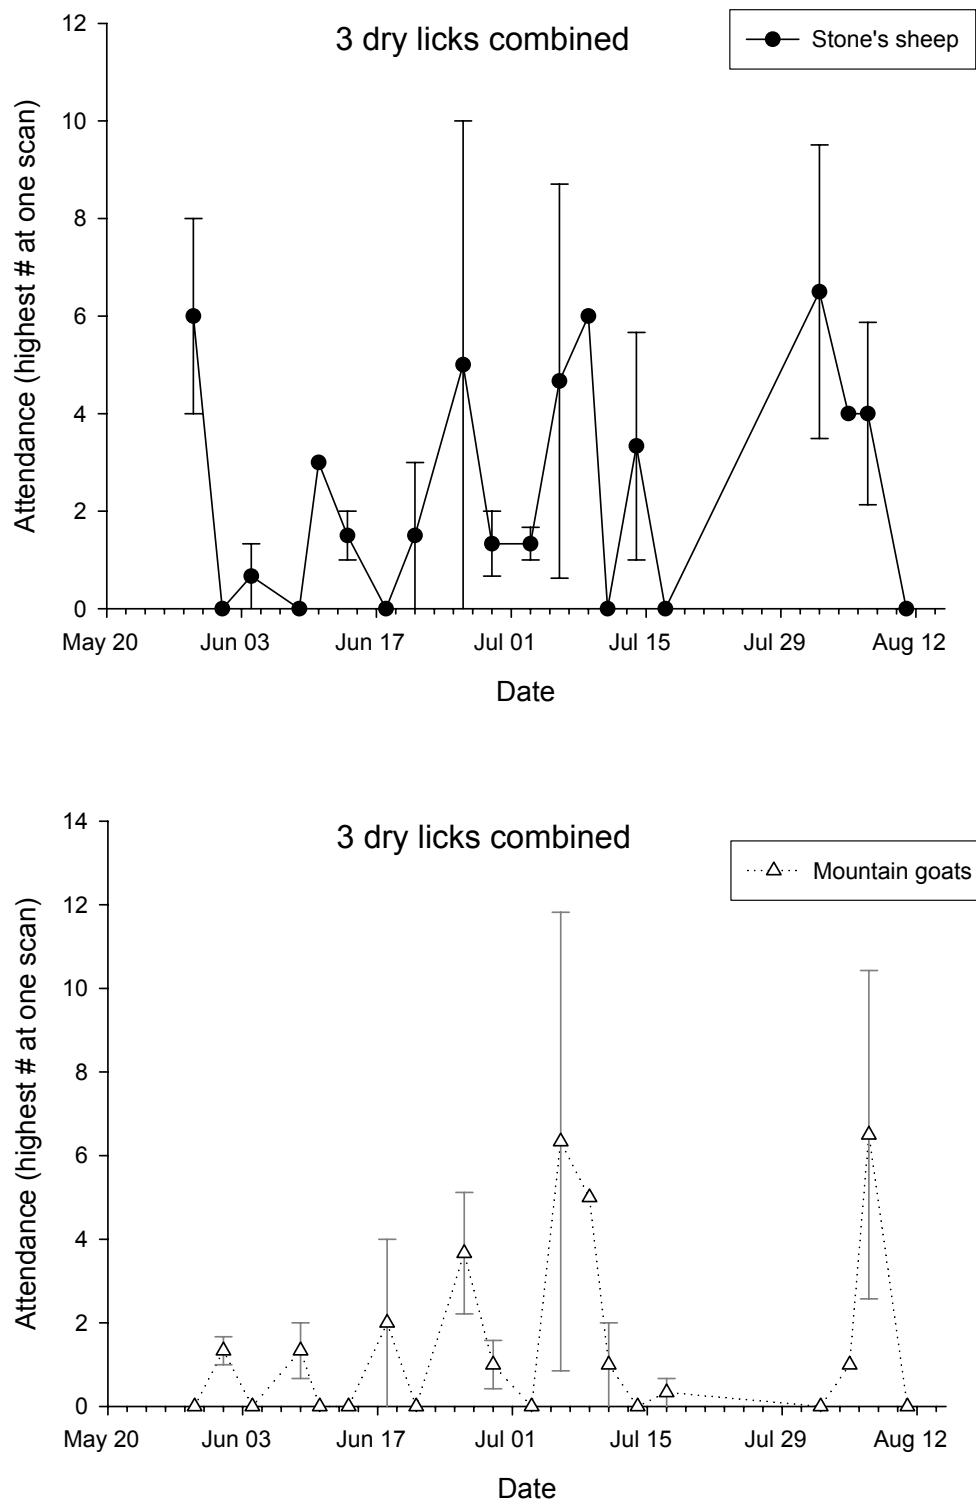 3 dry licks combined
Stone's sheep
Attendance (highest # at one scan)
12
10
8
6
4
2
0
May 20 Jun 03 Jun 17 Jul 01 Jul 15 Jul 29 Aug 12
Date
3 dry licks combined
Mountain goats
Attendance (highest # at one scan)
14
12
10
8
6
4
2
0
May 20 Jun 03 Jun 17 Jul 01 Jul 15 Jul 29 Aug 12
Date